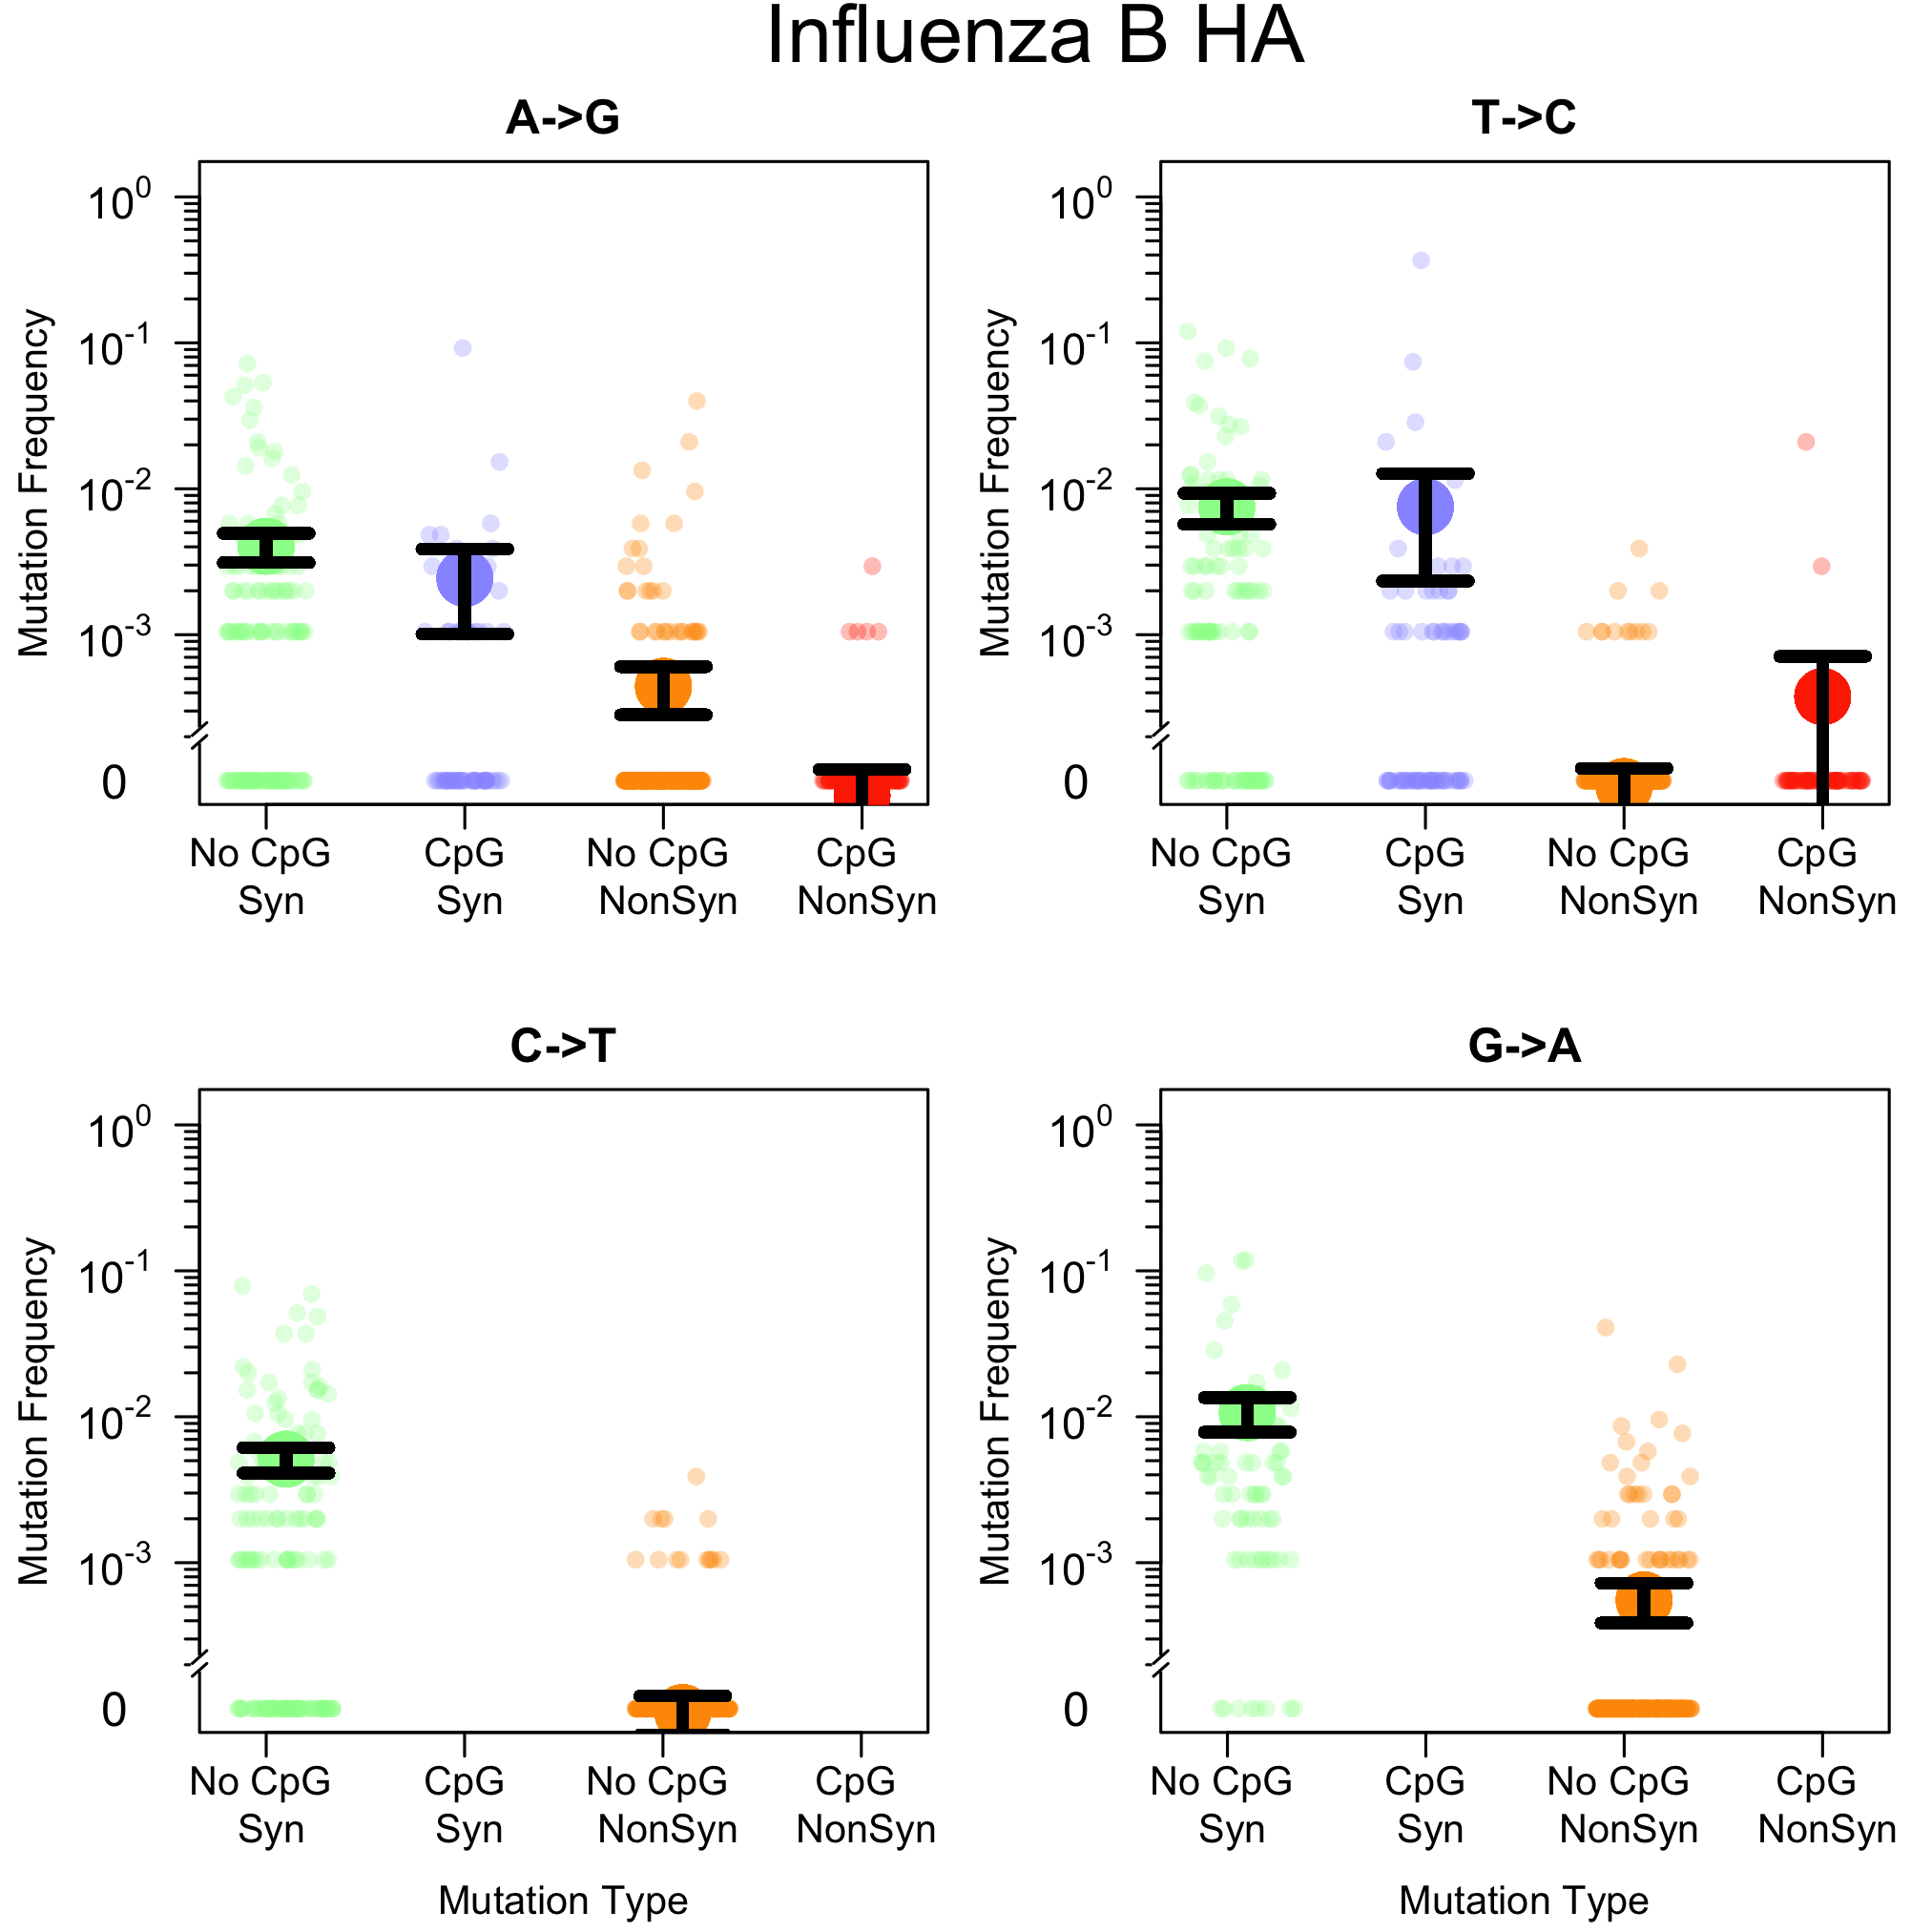 Influenza B HA
A->G
Mutation Frequency
10^0
10^-1
10^-2
10^-3
0
No CpG CpG No CpG CpG
Syn Syn NonSyn NonSyn
T->C
Mutation Frequency
10^0
10^-1
10^-2
10^-3
0
No CpG CpG No CpG CpG
Syn Syn NonSyn NonSyn
C->T
Mutation Frequency
10^0
10^-1
10^-2
10^-3
0
No CpG CpG No CpG CpG
Syn Syn NonSyn NonSyn
Mutation Type
G->A
Mutation Frequency
10^0
10^-1
10^-2
10^-3
0
No CpG CpG No CpG CpG
Syn Syn NonSyn NonSyn
Mutation Type